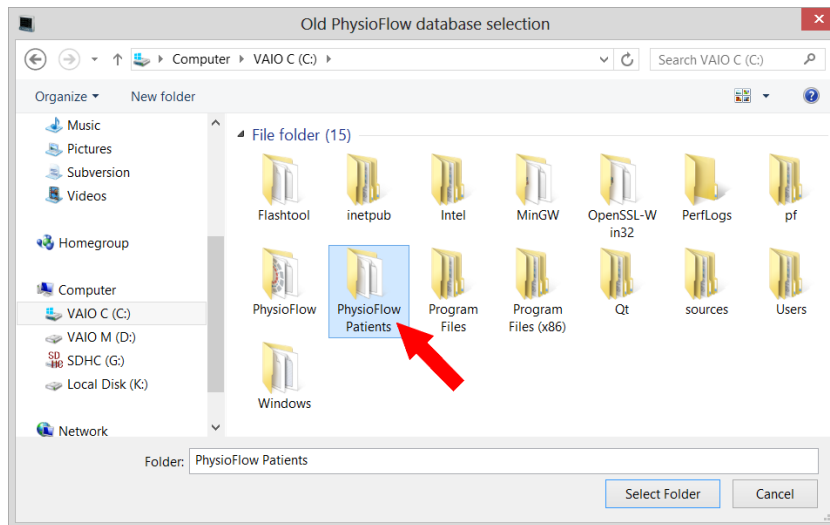 Old PhysioFlow database selection
Computer
VAIO C (C:)
Search VAIO C (C:)
Organize
New folder
Music
Pictures
Subversion
Videos
Homegroup
Computer
VAIO C (C:)
VAIO M (D:)
SDHC (G:)
Local Disk (K:)
Network
File folder (15)
Flashtool
inetpub
Intel
MinGW
OpenSSL-W
in32
PerfLogs
pf
PhysioFlow
PhysioFlow
Patients
Program
Files
Program
Files (x86)
Qt
sources
Users
Windows
Folder:
PhysioFlow Patients
Select Folder
Cancel